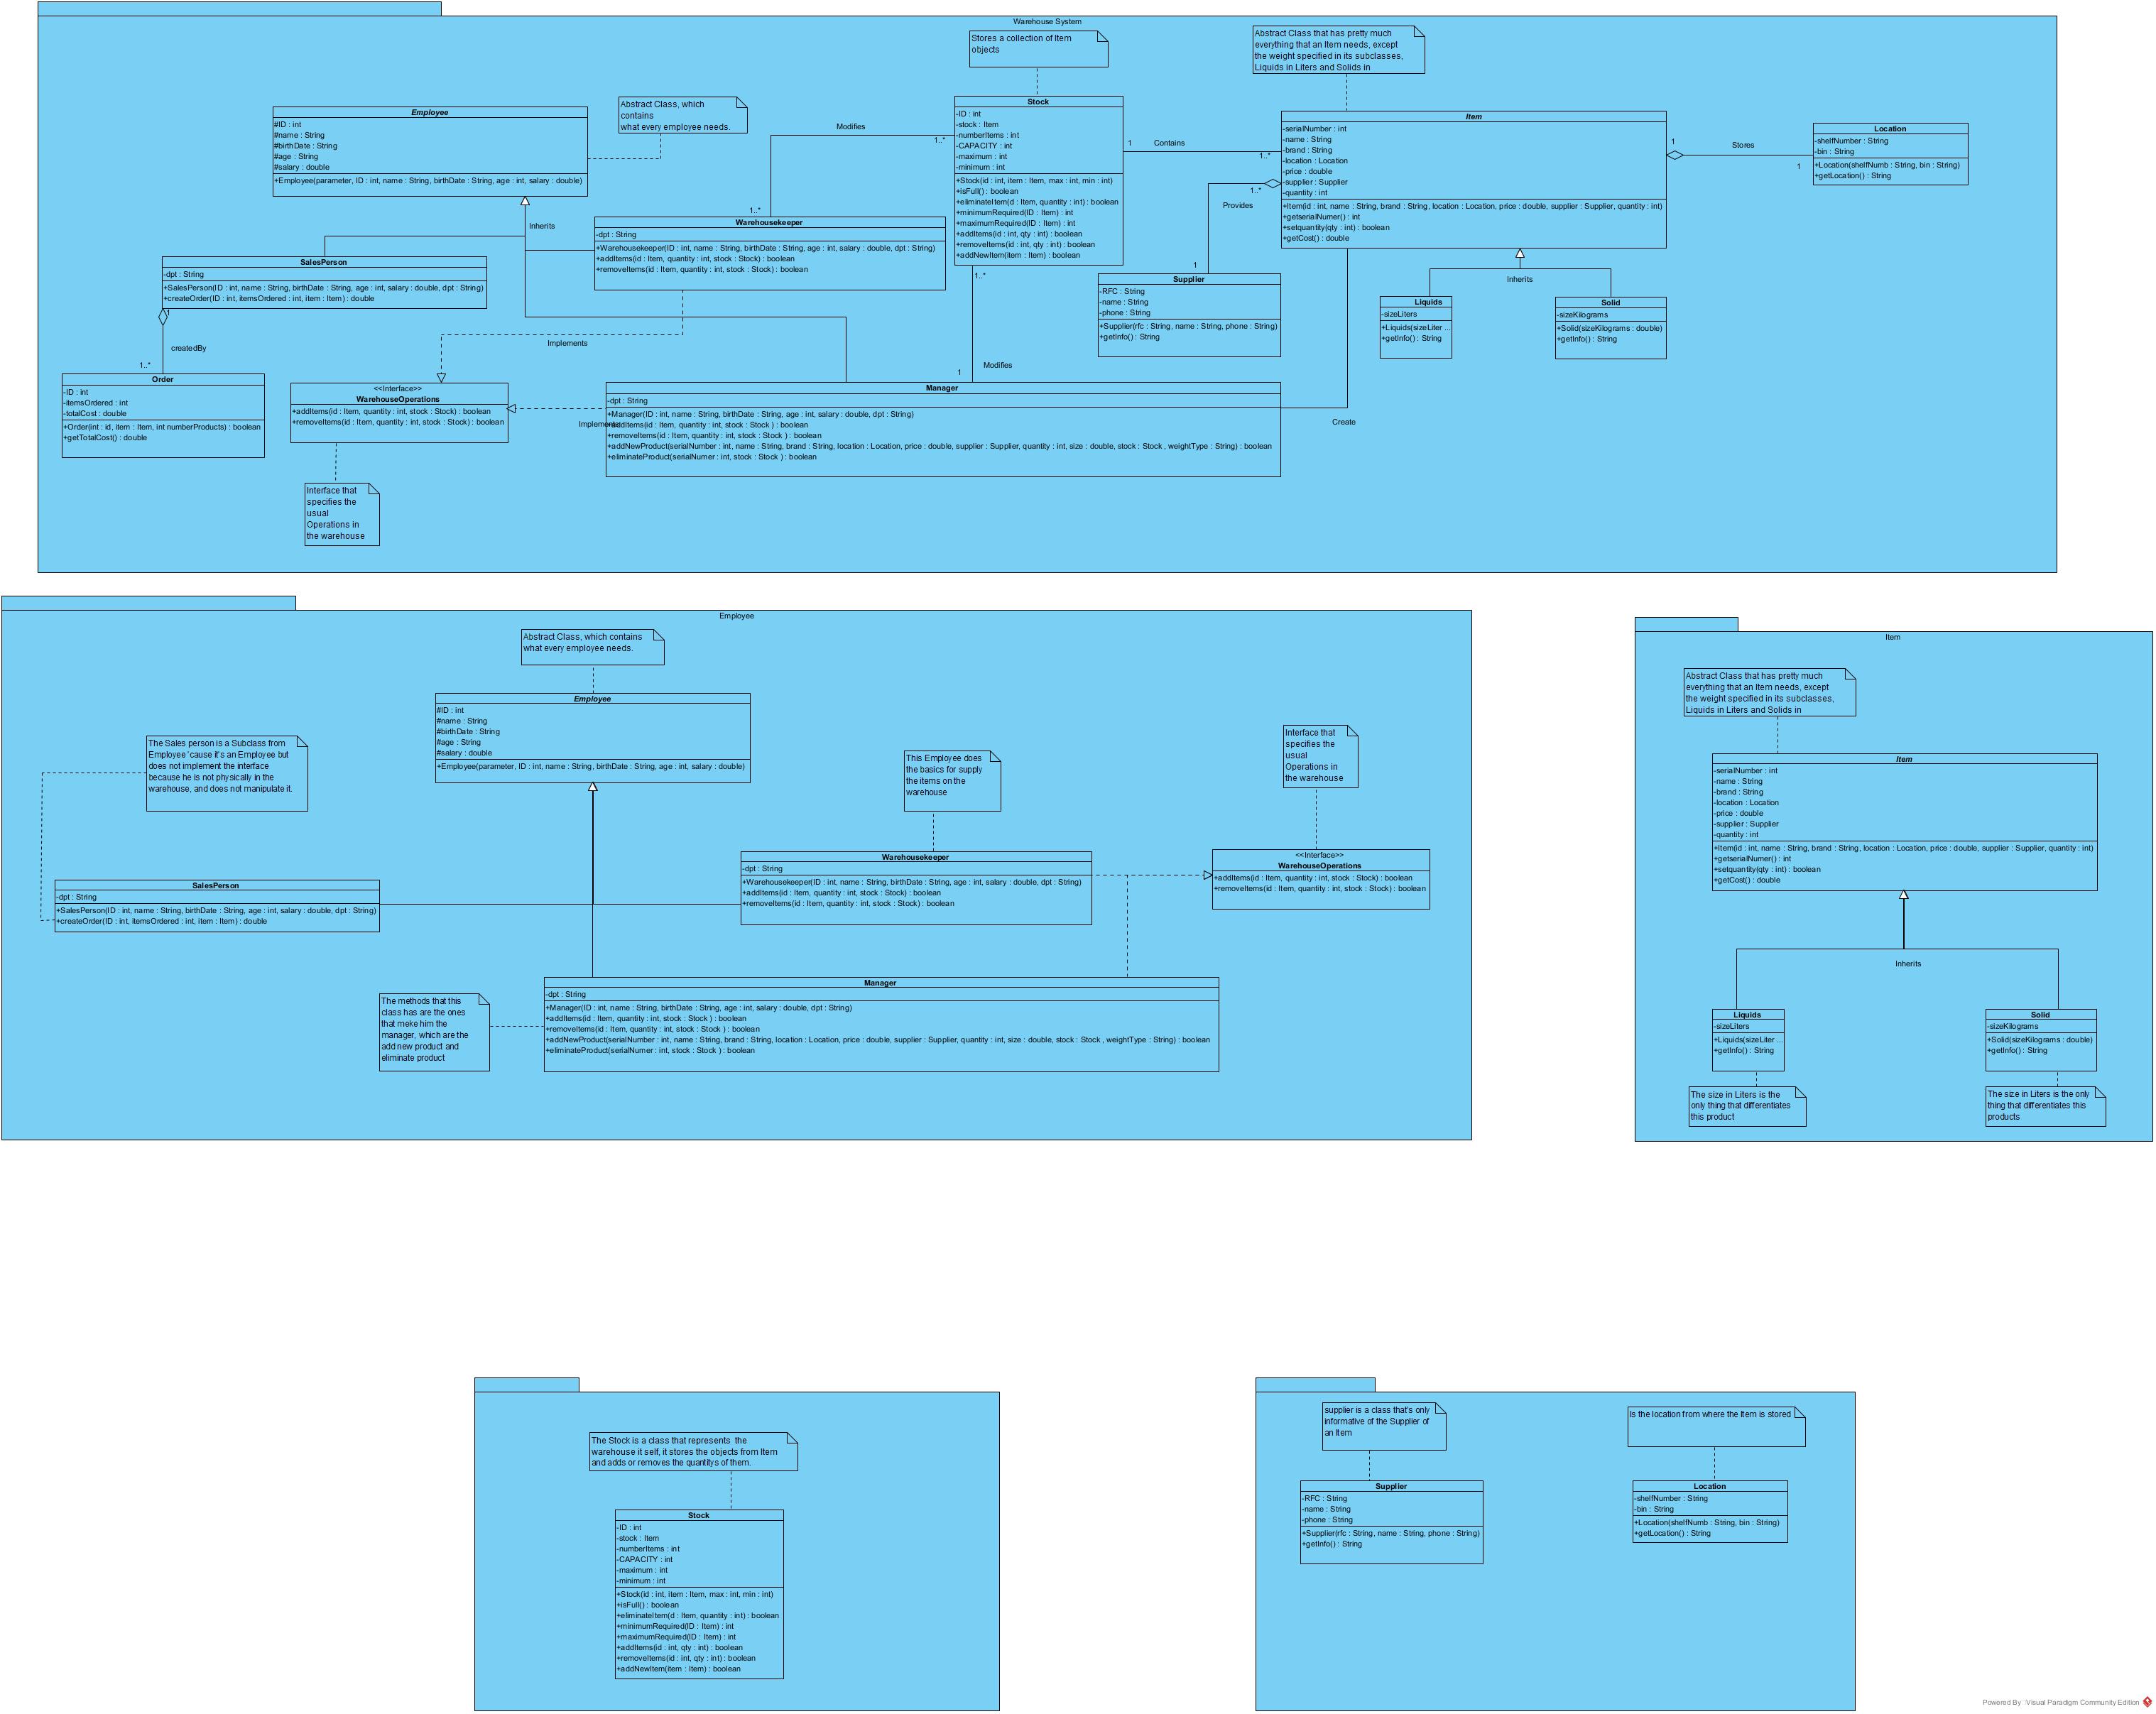 Warehouse System
Stores a collection of Item
objects
Abstract Class that has pretty much
everything that an Item needs, except
the weight specified in its subclasses,
Liquids in Liters and Solids in
Abstract Class, which
contains
what every employee needs.
Employee
#ID : int
#name : String
#birthDate : String
#age : String
#salary : double
+Employee(parameter, ID : int, name : String, birthDate : String, age : int, salary : double)
Inherits
Modifies
1..*
1..*
Stock
-ID : int
-stock : Item
-numberItems : int
-CAPACITY : int
-maximum : int
-minimum : int
+Stock(id : int, item : Item, max : int, min : int)
+isFull() : boolean
+eliminateItem(d : Item, quantity : int) : boolean
+minimumRequired(ID : Item) : int
+maximumRequired(ID : Item) : int
+addItems(id : int, qty : int) : boolean
+removeItems(id : int, qty : int) : boolean
+addNewItem(item : Item) : boolean
1
Contains
1..*
Item
-serialNumber : int
-name : String
-brand : String
-location : Location
-price : double
-supplier : Supplier
-quantity : int
+Item(id : int, name : String, brand : String, location : Location, price : double, supplier : Supplier, quantity : int)
+getserialNumer() : int
+setquantity(qty : int) : boolean
+getCost() : double
1
Stores
1
Location
-shelfNumber : String
-bin : String
+Location(shelfNumb : String, bin : String)
+getLocation() : String
1..*
Provides
1
Warehousekeeper
-dpt : String
+Warehousekeeper(ID : int, name : String, birthDate : String, age : int, salary : double, dpt : String)
+addItems(id : Item, quantity : int, stock : Stock) : boolean
+removeItems(id : Item, quantity : int, stock : Stock) : boolean
SalesPerson
-dpt : String
+SalesPerson(ID : int, name : String, birthDate : String, age : int, salary : double, dpt : String)
+createOrder(ID : int, itemsOrdered : int, item : Item) : double
1
createdBy
1..*
Supplier
-RFC : String
-name : String
-phone : String
+Supplier(rfc : String, name : String, phone : String)
+getInfo() : String
Inherits
Liquids
-sizeLiters
+Liquids(sizeLiter ...
+getInfo() : String
Solid
-sizeKilograms
+Solid(sizeKilograms : double)
+getInfo() : String
Implements
1..*
Modifies
1
Order
-ID : int
-itemsOrdered : int
-totalCost : double
+Order(int : id, item : Item, int numberProducts) : boolean
+getTotalCost() : double
<<Interface>>
WarehouseOperations
+addItems(id : Item, quantity : int, stock : Stock) : boolean
+removeItems(id : Item, quantity : int, stock : Stock) : boolean
Implements
Manager
-dpt : String
+Manager(ID : int, name : String, birthDate : String, age : int, salary : double, dpt : String)
+addItems(id : Item, quantity : int, stock : Stock ) : boolean
+removeItems(id : Item, quantity : int, stock : Stock ) : boolean
+addNewProduct(serialNumber : int, name : String, brand : String, location : Location, price : double, supplier : Supplier, quantity : int, size : double, stock : Stock , weightType : String) : boolean
+eliminateProduct(serialNumer : int, stock : Stock ) : boolean
Create
Interface that
specifies the
usual
Operations in
the warehouse
Employee
Abstract Class, which contains
what every employee needs.
Employee
#ID : int
#name : String
#birthDate : String
#age : String
#salary : double
+Employee(parameter, ID : int, name : String, birthDate : String, age : int, salary : double)
The Sales person is a Subclass from
Employee 'cause it's an Employee but
does not implement the interface
because he is not physically in the
warehouse, and does not manipulate it.
This Employee does
the basics for supply
the items on the
warehouse
Interface that
specifies the
usual
Operations in
the warehouse
Warehousekeeper
-dpt : String
+Warehousekeeper(ID : int, name : String, birthDate : String, age : int, salary : double, dpt : String)
+addItems(id : Item, quantity : int, stock : Stock) : boolean
+removeItems(id : Item, quantity : int, stock : Stock) : boolean
<<Interface>>
WarehouseOperations
+addItems(id : Item, quantity : int, stock : Stock) : boolean
+removeItems(id : Item, quantity : int, stock : Stock) : boolean
SalesPerson
-dpt : String
+SalesPerson(ID : int, name : String, birthDate : String, age : int, salary : double, dpt : String)
+createOrder(ID : int, itemsOrdered : int, item : Item) : double
The methods that this
class has are the ones
that meke him the
manager, which are the
add new product and
eliminate product
Manager
-dpt : String
+Manager(ID : int, name : String, birthDate : String, age : int, salary : double, dpt : String)
+addItems(id : Item, quantity : int, stock : Stock ) : boolean
+removeItems(id : Item, quantity : int, stock : Stock ) : boolean
+addNewProduct(serialNumber : int, name : String, brand : String, location : Location, price : double, supplier : Supplier, quantity : int, size : double, stock : Stock , weightType : String) : boolean
+eliminateProduct(serialNumer : int, stock : Stock ) : boolean
Item
Abstract Class that has pretty much
everything that an Item needs, except
the weight specified in its subclasses,
Liquids in Liters and Solids in
Item
-serialNumber : int
-name : String
-brand : String
-location : Location
-price : double
-supplier : Supplier
-quantity : int
+Item(id : int, name : String, brand : String, location : Location, price : double, supplier : Supplier, quantity : int)
+getserialNumer() : int
+setquantity(qty : int) : boolean
+getCost() : double
Inherits
Liquids
-sizeLiters
+Liquids(sizeLiter ...
+getInfo() : String
Solid
-sizeKilograms
+Solid(sizeKilograms : double)
+getInfo() : String
The size in Liters is the
only thing that differentiates
this product
The size in Liters is the only
thing that differentiates this
products
The Stock is a class that represents the
warehouse it self, it stores the objects from Item
and adds or removes the quantitys of them.
Stock
-ID : int
-stock : Item
-numberItems : int
-CAPACITY : int
-maximum : int
-minimum : int
+Stock(id : int, item : Item, max : int, min : int)
+isFull() : boolean
+eliminateItem(d : Item, quantity : int) : boolean
+minimumRequired(ID : Item) : int
+maximumRequired(ID : Item) : int
+addItems(id : int, qty : int) : boolean
+removeItems(id : int, qty : int) : boolean
+addNewItem(item : Item) : boolean
supplier is a class that's only
informative of the Supplier of
an Item
Is the location from where the Item is stored
Supplier
-RFC : String
-name : String
-phone : String
+Supplier(rfc : String, name : String, phone : String)
+getInfo() : String
Location
-shelfNumber : String
-bin : String
+Location(shelfNumb : String, bin : String)
+getLocation() : String
Powered By Visual Paradigm Community Edition